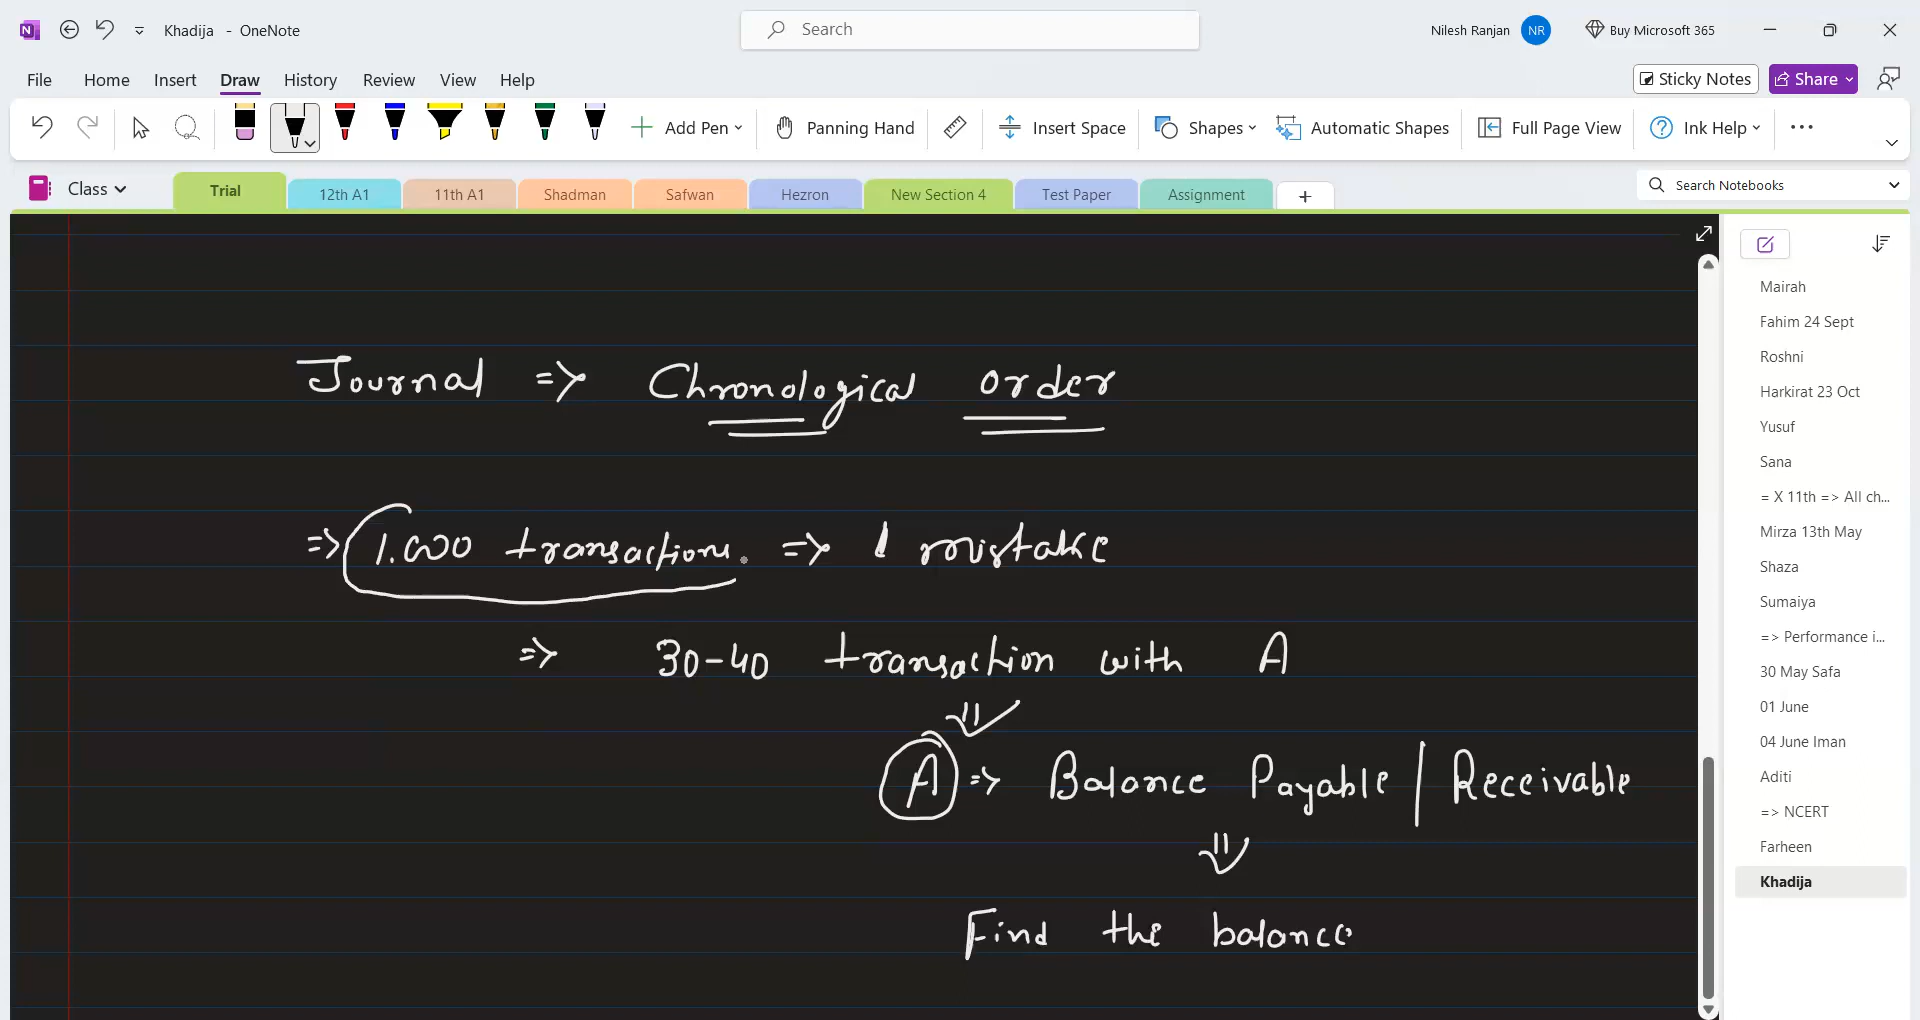 Khadija - OneNote
Search
Nilesh Ranjan NR Buy Microsoft 365
File Home Insert Draw History Review View Help
Sticky Notes Share
Add Pen Panning Hand Insert Space Shapes Automatic Shapes Full Page View Ink Help
Class Trial 12th A1 11th A1 Shadman Safwan Hezron New Section 4 Test Paper Assignment +
Search Notebooks
Journal => Chronological order
=> 1.000 transactions. => 1 mistake
=> 30-40 transaction with A
A => Balance Payable | Receivable
Find the balance
Mairah
Fahim 24 Sept
Roshni
Harkirat 23 Oct
Yusuf
Sana
= X 11th => All ch...
Mirza 13th May
Shaza
Sumaiya
=> Performance i...
30 May Safa
01 June
04 June Iman
Aditi
=> NCERT
Farheen
Khadija